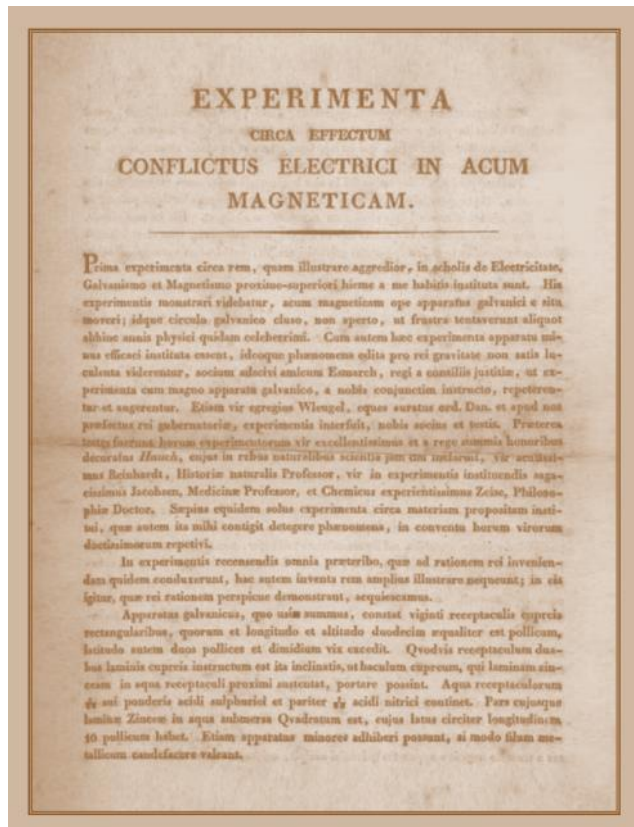 EXPERIMENTA
CIRCA EFFECTUM
CONFLICTUS ELECTRICI IN ACUM
MAGNETICAM.
Prima experimenta circa rem, quam illustrare aggredior, in scholis de Electricitate,
Galvanismo et Magnetismo proxime-superiori hieme a me habitis instituta sunt. His
experimentis monstrari videbatur, acum magneticam ope apparatus galvanici e situ
moveri; idque circulo galvanico cluso, non aperto, ut frustra tentaverunt aliquot
abhinc annis physici quidam celeberrimi. Cum autem hæc experimenta apparatu mi-
nus efficaci instituta essent, ideoque phænomena edita pro rei gravitate non satis lu-
culenta viderentur, socium adscivi amicum Esmarch, regi a consiliis justitiæ, ut ex-
perimenta cum magno apparatu galvanico, a nobis conjunctim instructo, repeteren-
tur et augerentur. Etiam vir egregius Wleugel, eques auratus ord. Dan. et apud nos
præfectus rei gubernatoriæ, experimentis interfuit, nobis socius et testis. Præterea
testes fuerunt horum experimentorum vir excellentissimus et a rege summis honoribus
decoratus Hauch, cujus in rebus naturalibus scientia jam diu inclaruit, vir acutissi-
mus Reinhardt, Historiæ naturalis Professor, vir in experimentis instituendis saga-
cissimus Jacobsen, Medicinæ Professor, et Chemicus experientissimus Zeise, Philoso-
phiæ Doctor. Sæpius equidem solus experimenta circa materiam propositam insti-
tui, quæ autem ita mihi contigit detegere phænomena, in conventu horum virorum
doctissimorum repetivi.
In experimentis recensendis omnia præteribo, quæ ad rationem rei invenien-
dam quidem conduxerunt, hac autem inventa rem amplius illustrare nequeunt; in eis
igitur, quæ rei rationem perspicue demonstrant, acquiescamus.
Apparatus galvanicus, quo usi summus, constat viginti receptaculis cupreis
rectangularibus, quorum et longitudo et altitudo duodecim æqualiter est pollicum,
latitudo autem duos pollices et dimidium vix excedit. Qvodvis receptaculum dua-
bus laminis cupreis instructum est ita inclinatis, ut baculum cupreum, qui laminam zin-
ceam in aqua receptaculi proximi sustentat, portare possint. Aqua receptaculorum
sui ponderis acidi sulphurici et pariter acidi nitrici continet. Pars cujusque
laminæ Zinceæ in aqua submersa Qvadratum est, cujus latus circiter longitudinem
10 pollicum habet. Etiam apparatus minores adhiberi possunt, si modo filum me-
tallicum candefacere valeant.